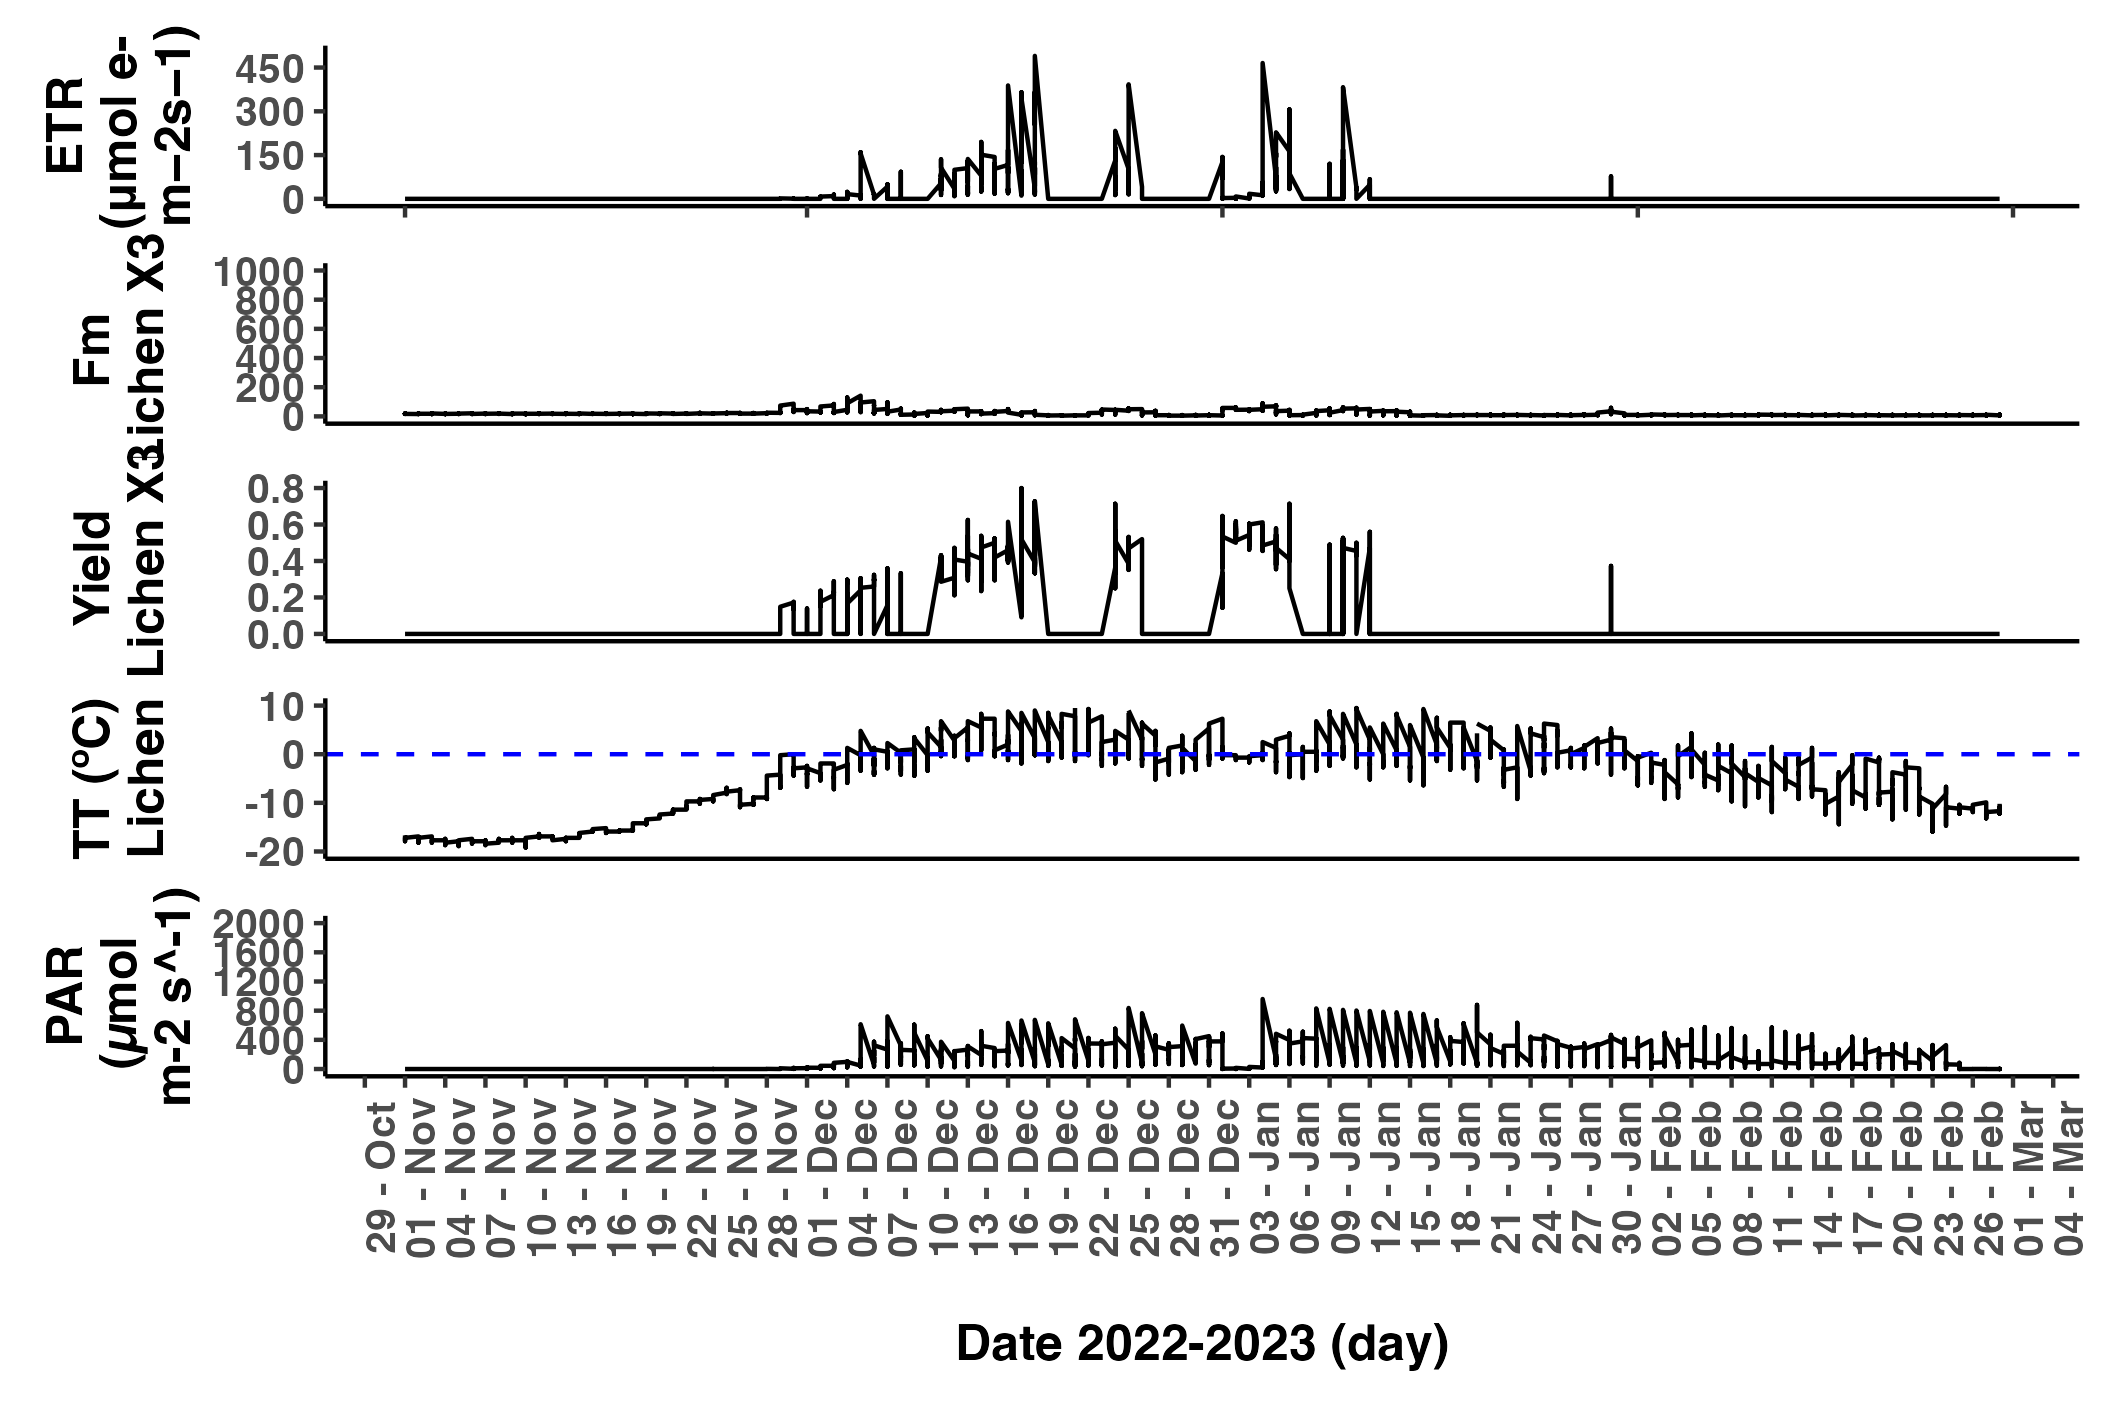 ETR
(µmol e-
m−2s−1)
450
300
150
0
Fm
Lichen X3
1000
800
600
400
200
0
Yield
Lichen X3
0.8
0.6
0.4
0.2
0.0
TT (ºC)
Lichen
10
0
-10
-20
PAR
(µmol
m-2 s^-1)
2000
1600
1200
800
400
0
29 - Oct
01 - Nov
04 - Nov
07 - Nov
10 - Nov
13 - Nov
16 - Nov
19 - Nov
22 - Nov
25 - Nov
28 - Nov
01 - Dec
04 - Dec
07 - Dec
10 - Dec
13 - Dec
16 - Dec
19 - Dec
22 - Dec
25 - Dec
28 - Dec
31 - Dec
03 - Jan
06 - Jan
09 - Jan
12 - Jan
15 - Jan
18 - Jan
21 - Jan
24 - Jan
27 - Jan
30 - Jan
02 - Feb
05 - Feb
08 - Feb
11 - Feb
14 - Feb
17 - Feb
20 - Feb
23 - Feb
26 - Feb
01 - Mar
04 - Mar
Date 2022-2023 (day)